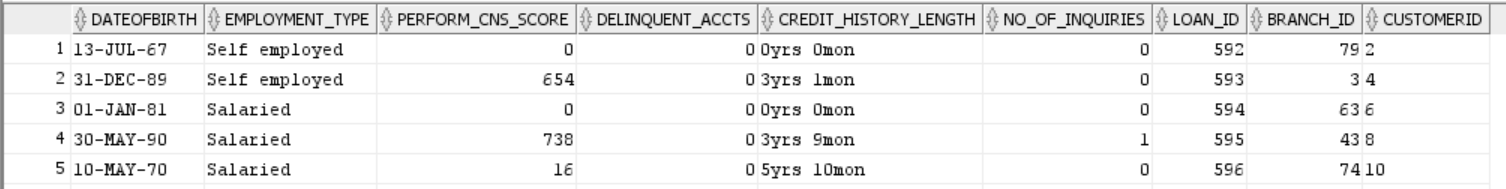 DATEOFBIRTH EMPLOYMENT_TYPE PERFORM_CNS_SCORE DELINQUENT_ACCTS CREDIT_HISTORY_LENGTH NO_OF_INQUIRIES LOAN_ID BRANCH_ID CUSTOMERID
1 13-JUL-67 Self employed 0 0 0yrs 0mon 0 592 79 2
2 31-DEC-89 Self employed 654 0 3yrs 1mon 0 593 3 4
3 01-JAN-81 Salaried 0 0 0yrs 0mon 0 594 63 6
4 30-MAY-90 Salaried 738 0 3yrs 9mon 1 595 43 8
5 10-MAY-70 Salaried 16 0 5yrs 10mon 0 596 74 10